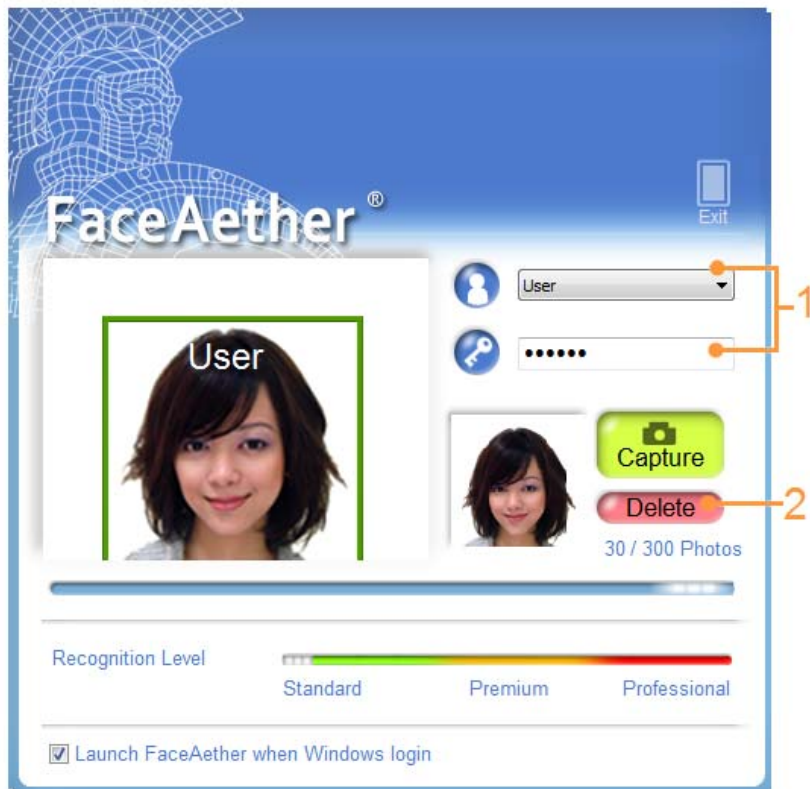 FaceAether ®
Exit
User
1
••••••
User
Capture
Delete
2
30 / 300 Photos
Recognition Level
Standard Premium Professional
Launch FaceAether when Windows login